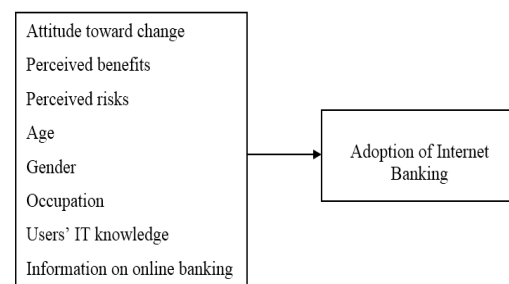 Attitude toward change
Perceived benefits
Perceived risks
Age
Gender
Occupation
Users' IT knowledge
Information on online banking
Adoption of Internet
Banking